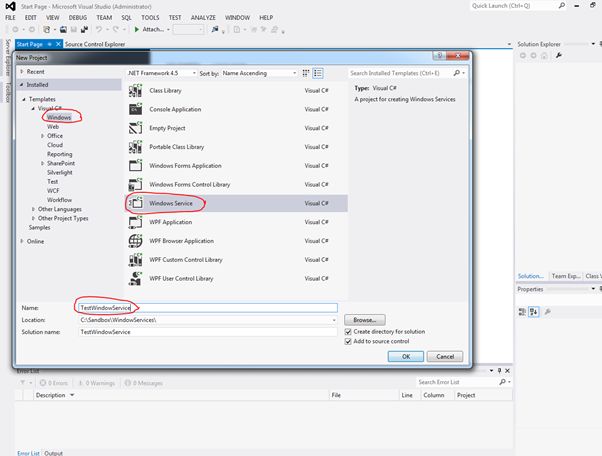 Start Page - Microsoft Visual Studio (Administrator)
Quick Launch (Ctrl+Q)
FILE EDIT VIEW DEBUG TEAM SQL TOOLS TEST ANALYZE WINDOW HELP
Attach...
Server Explorer
Toolbox
Start Page
Source Control Explorer
Solution Explorer
New Project
Recent
Installed
Templates
Visual C#
Windows
Web
Office
Cloud
Reporting
SharePoint
Silverlight
Test
WCF
Workflow
Other Languages
Other Project Types
Samples
Online
.NET Framework 4.5
Sort by: Name Ascending
Search Installed Templates (Ctrl+E)
Class Library Visual C#
Console Application Visual C#
Empty Project Visual C#
Portable Class Library Visual C#
Windows Forms Application Visual C#
Windows Forms Control Library Visual C#
Windows Service Visual C#
WPF Application Visual C#
WPF Browser Application Visual C#
WPF Custom Control Library Visual C#
WPF User Control Library Visual C#
Type: Visual C#
A project for creating Windows Services
Name: TestWindowService
Location: C:\Sandbox\WindowServices\
Browse...
Solution name: TestWindowService
Create directory for solution
Add to source control
OK
Cancel
Solution... Team Exp... Class V
Properties
Error List
0 Errors
0 Warnings
0 Messages
Search Error List
Description File Line Column Project
Error List Output